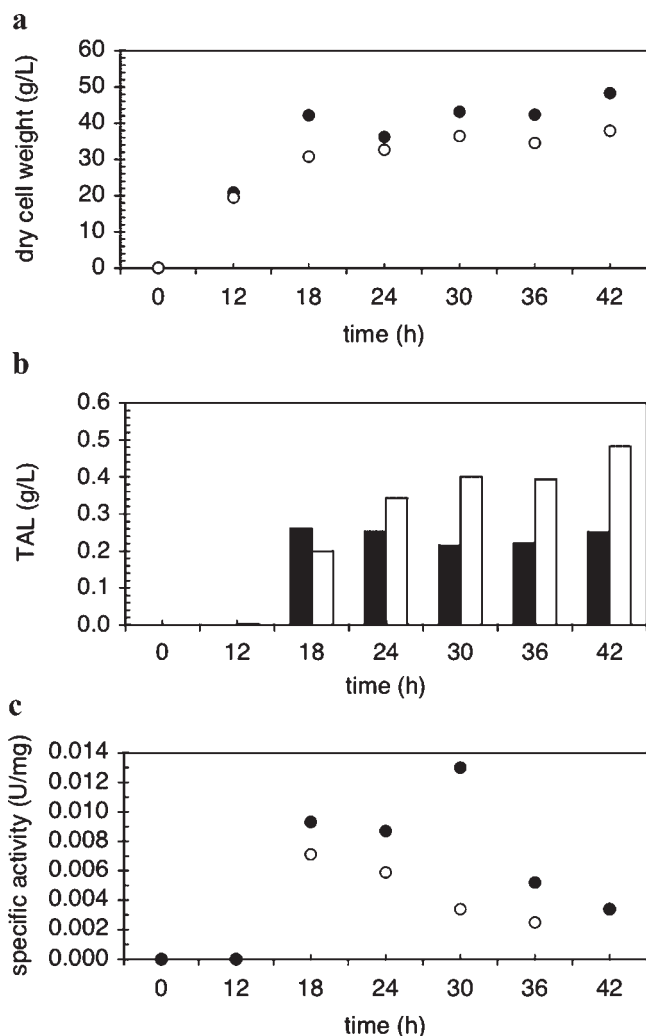 a
60
50
40
30
20
10
0
dry cell weight (g/L)
0 12 18 24 30 36 42
time (h)
b
0.6
0.5
0.4
0.3
0.2
0.1
0.0
TAL (g/L)
0 12 18 24 30 36 42
time (h)
c
0.014
0.012
0.010
0.008
0.006
0.004
0.002
0.000
specific activity (U/mg)
0 12 18 24 30 36 42
time (h)